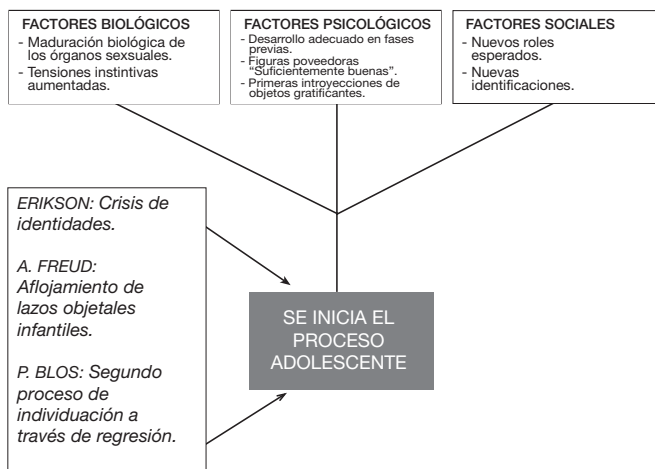 FACTORES BIOLÓGICOS
- Maduración biológica de
los órganos sexuales.
- Tensiones instintivas
aumentadas.
FACTORES PSICOLÓGICOS
- Desarrollo adecuado en fases
previas.
- Figuras poveedoras
“Suficientemente buenas”.
- Primeras introyecciones de
objetos gratificantes.
FACTORES SOCIALES
- Nuevos roles
esperados.
- Nuevas
identificaciones.
ERIKSON: Crisis de
identidades.
A. FREUD:
Aflojamiento de
lazos objetales
infantiles.
P. BLOS: Segundo
proceso de
individuación a
través de regresión.
SE INICIA EL
PROCESO
ADOLESCENTE